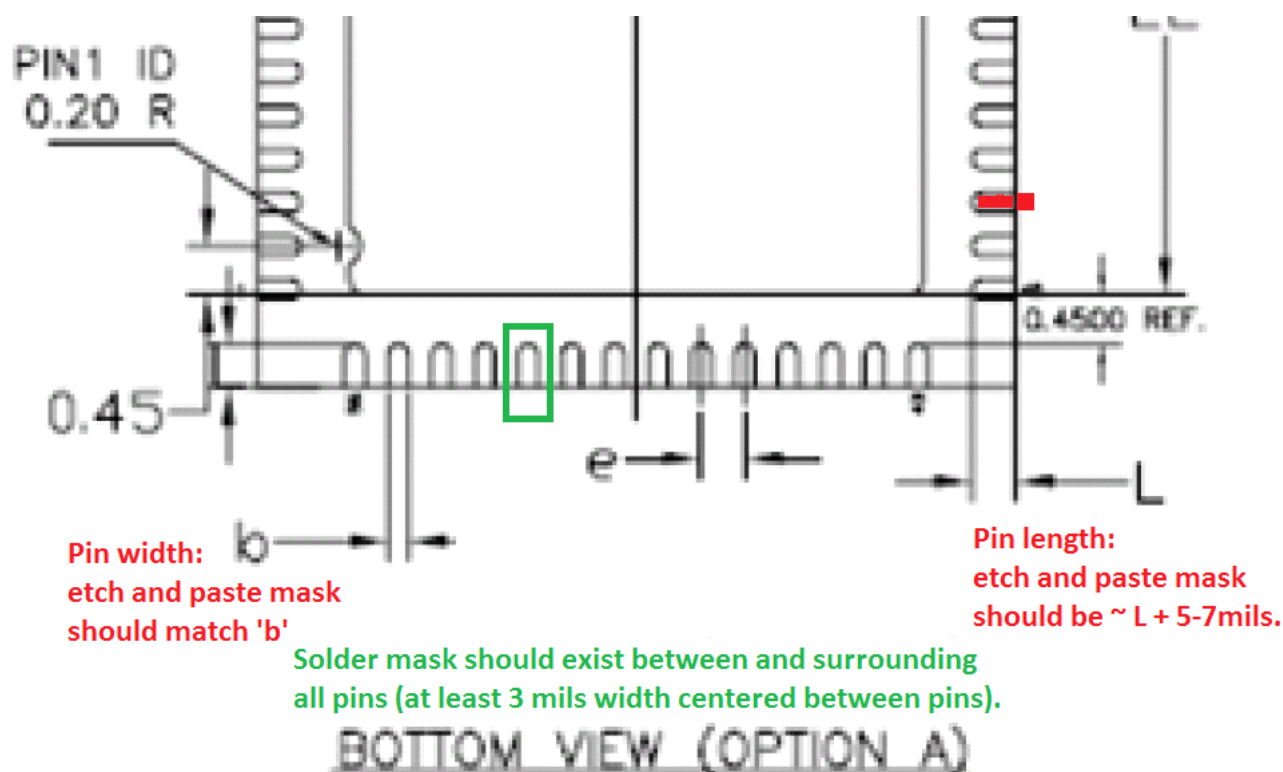 PIN1 ID
0.20 R
0.4500 REF.
0.45
e
L
b
Pin width:
etch and paste mask
should match 'b'
Pin length:
etch and paste mask
should be ~ L + 5-7mils.
Solder mask should exist between and surrounding
all pins (at least 3 mils width centered between pins).
BOTTOM VIEW (OPTION A)